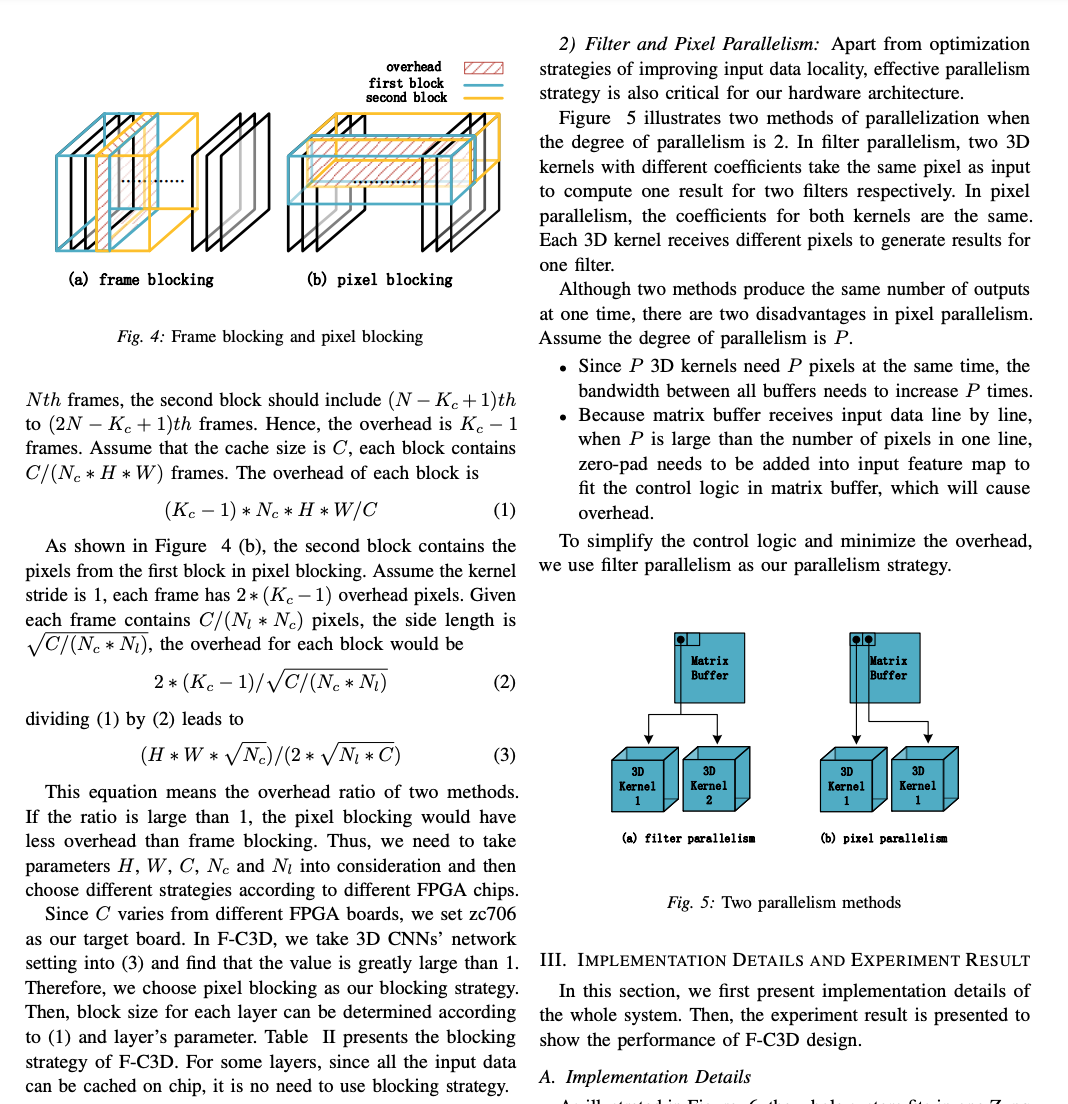 overhead
first block
second block
(a) frame blocking
(b) pixel blocking
Fig. 4: Frame blocking and pixel blocking
Nth frames, the second block should include (N − K_c + 1)th
to (2N − K_c + 1)th frames. Hence, the overhead is K_c − 1
frames. Assume that the cache size is C, each block contains
C/(N_c ∗ H ∗ W) frames. The overhead of each block is
(K_c − 1) ∗ N_c ∗ H ∗ W/C (1)
As shown in Figure 4 (b), the second block contains the
pixels from the first block in pixel blocking. Assume the kernel
stride is 1, each frame has 2 ∗ (K_c − 1) overhead pixels. Given
each frame contains C/(N_l ∗ N_c) pixels, the side length is
√C/(N_c ∗ N_l), the overhead for each block would be
2 ∗ (K_c − 1)/√C/(N_c ∗ N_l) (2)
dividing (1) by (2) leads to
(H ∗ W ∗ √N_c)/(2 ∗ √N_l ∗ C) (3)
This equation means the overhead ratio of two methods.
If the ratio is large than 1, the pixel blocking would have
less overhead than frame blocking. Thus, we need to take
parameters H, W, C, N_c and N_l into consideration and then
choose different strategies according to different FPGA chips.
Since C varies from different FPGA boards, we set zc706
as our target board. In F-C3D, we take 3D CNNs' network
setting into (3) and find that the value is greatly large than 1.
Therefore, we choose pixel blocking as our blocking strategy.
Then, block size for each layer can be determined according
to (1) and layer's parameter. Table II presents the blocking
strategy of F-C3D. For some layers, since all the input data
can be cached on chip, it is no need to use blocking strategy.
2) Filter and Pixel Parallelism: Apart from optimization
strategies of improving input data locality, effective parallelism
strategy is also critical for our hardware architecture.
Figure 5 illustrates two methods of parallelization when
the degree of parallelism is 2. In filter parallelism, two 3D
kernels with different coefficients take the same pixel as input
to compute one result for two filters respectively. In pixel
parallelism, the coefficients for both kernels are the same.
Each 3D kernel receives different pixels to generate results for
one filter.
Although two methods produce the same number of outputs
at one time, there are two disadvantages in pixel parallelism.
Assume the degree of parallelism is P.
• Since P 3D kernels need P pixels at the same time, the
bandwidth between all buffers needs to increase P times.
• Because matrix buffer receives input data line by line,
when P is large than the number of pixels in one line,
zero-pad needs to be added into input feature map to
fit the control logic in matrix buffer, which will cause
overhead.
To simplify the control logic and minimize the overhead,
we use filter parallelism as our parallelism strategy.
Matrix
Buffer
3D
Kernel
1
3D
Kernel
2
(a) filter parallelism
Matrix
Buffer
3D
Kernel
1
3D
Kernel
1
(b) pixel parallelism
Fig. 5: Two parallelism methods
III. IMPLEMENTATION DETAILS AND EXPERIMENT RESULT
In this section, we first present implementation details of
the whole system. Then, the experiment result is presented to
show the performance of F-C3D design.
A. Implementation Details